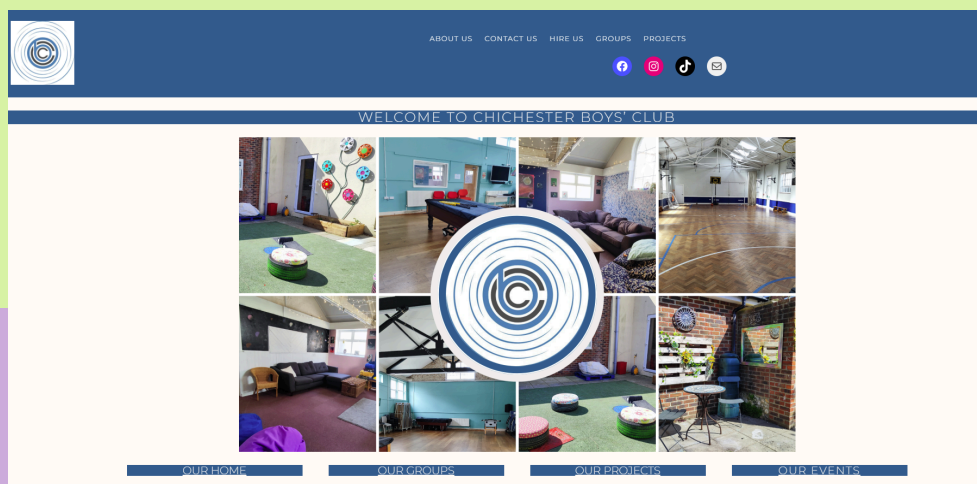 ABOUT US CONTACT US HIRE US GROUPS PROJECTS
WELCOME TO CHICHESTER BOYS' CLUB
bcc
OUR HOME OUR GROUPS OUR PROJECTS OUR EVENTS